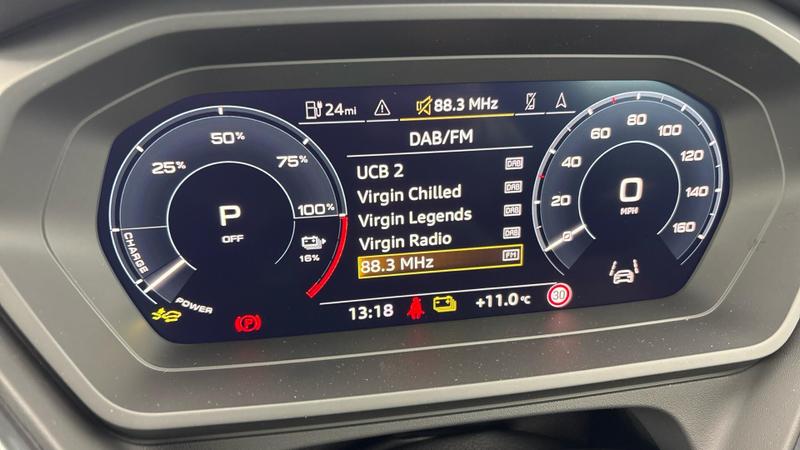 24mi
88.3 MHz
DAB/FM
UCB 2
DAB
Virgin Chilled
DAB
Virgin Legends
DAB
Virgin Radio
DAB
88.3 MHz
FM
25%
50%
75%
100%
P
OFF
16%
CHARGE
POWER
20
40
60
80
100
120
140
160
0
MPH
P
13:18
+11.0°C
30